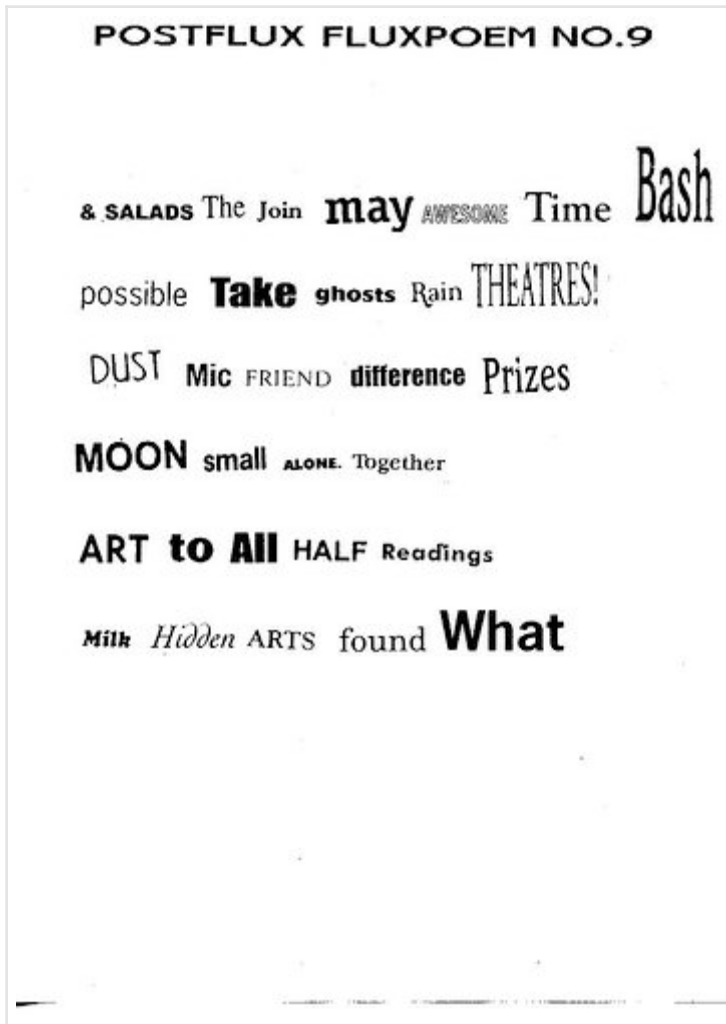 POSTFLUX FLUXPOEM NO.9
& SALADS The Join may AWESOME Time Bash
possible Take ghosts Rain THEATRES!
DUST Mic FRIEND difference Prizes
MOON small ALONE. Together
ART to All HALF Readings
Milk Hidden ARTS found What